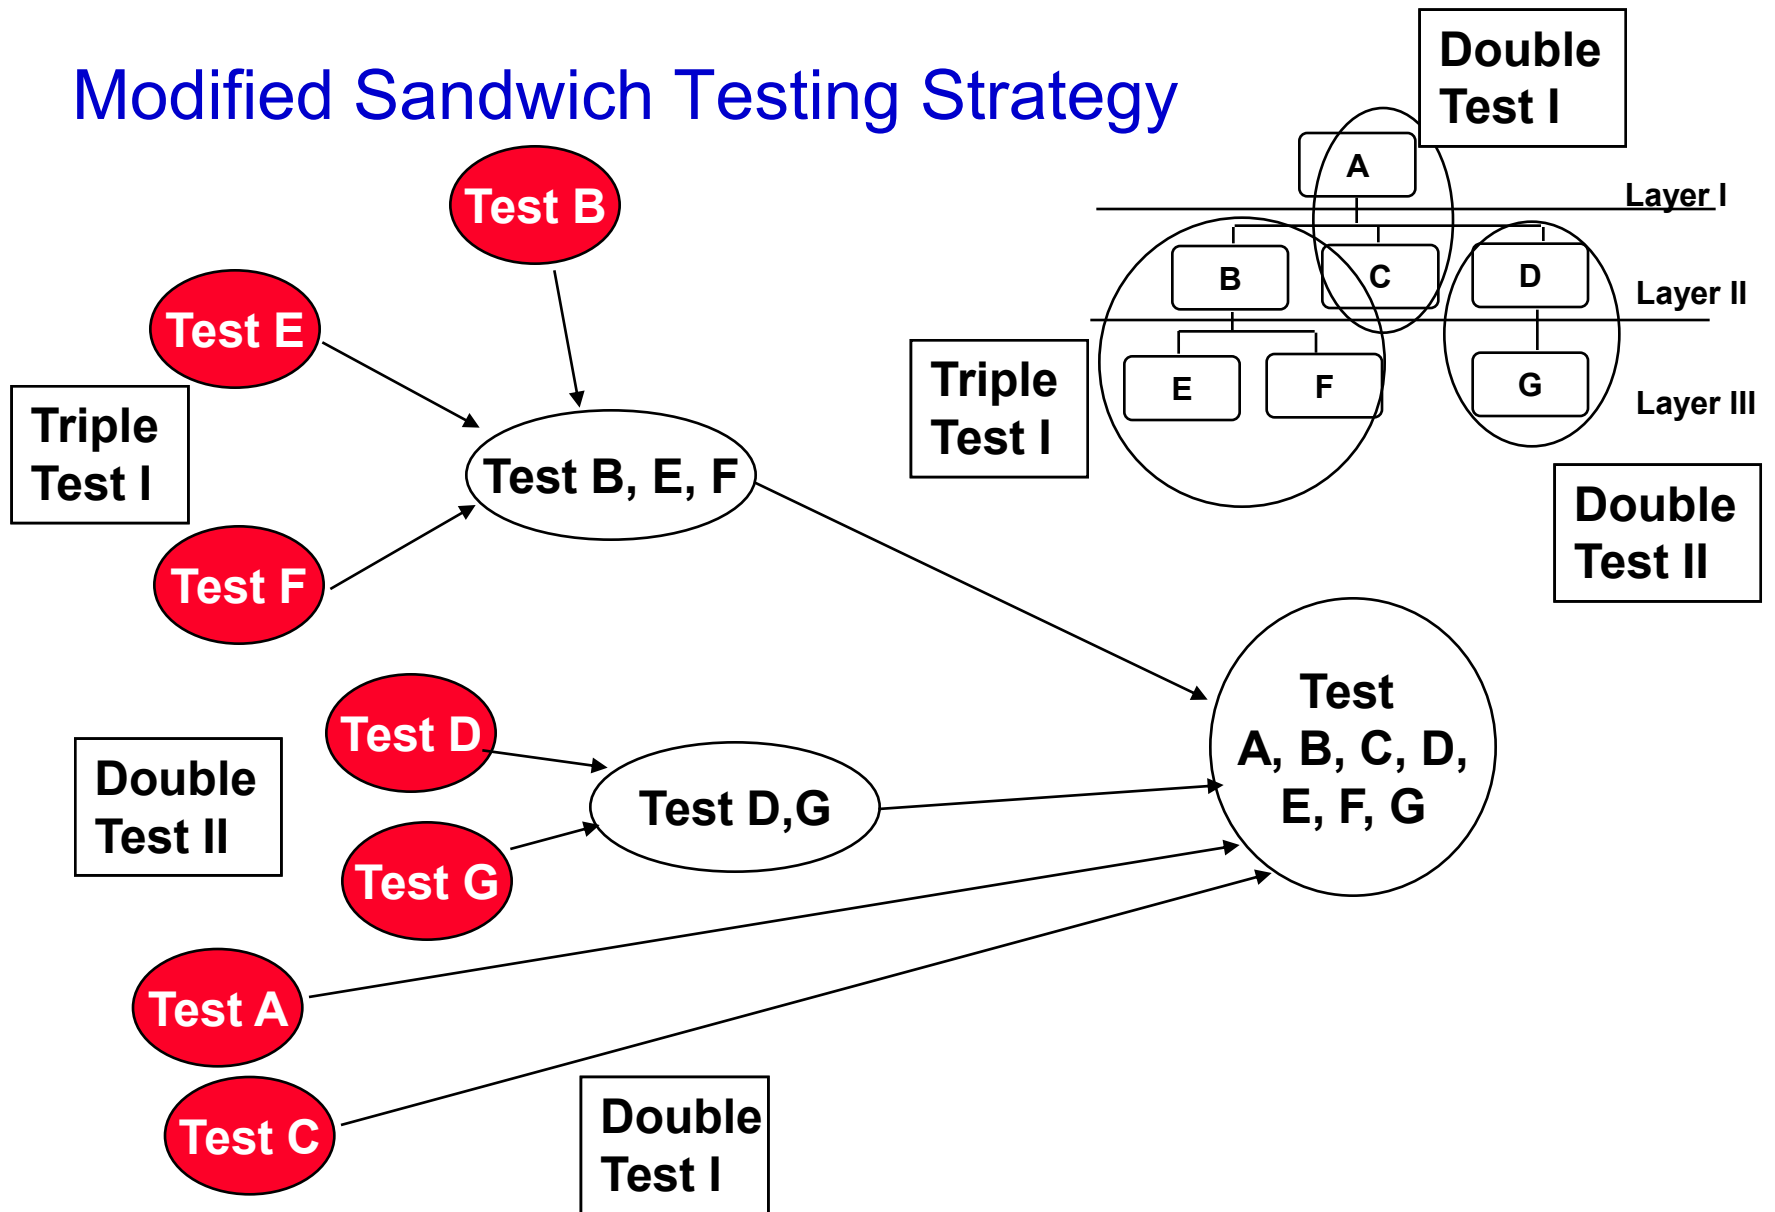 Modified Sandwich Testing Strategy
Double
Test I
A
Layer I
B
C
D
Layer II
E
F
G
Layer III
Triple
Test I
Double
Test II
Test B
Test E
Triple
Test I
Test B, E, F
Test F
Test D
Double
Test II
Test D,G
Test G
Test
A, B, C, D,
E, F, G
Test A
Test C
Double
Test I